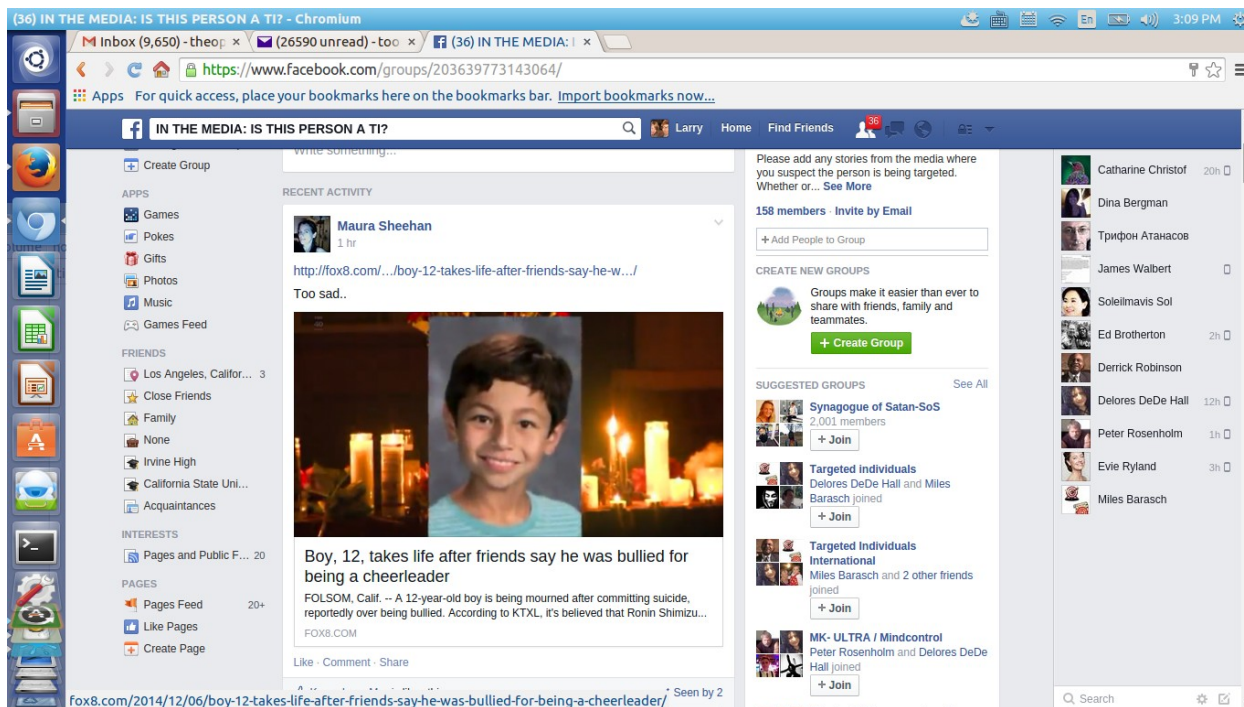 (36) IN THE MEDIA: IS THIS PERSON A TI? - Chromium
En 3:09 PM
Inbox (9,650) - theop × (26590 unread) - too × (36) IN THE MEDIA: I ×
https://www.facebook.com/groups/203639773143064/
Apps For quick access, place your bookmarks here on the bookmarks bar. Import bookmarks now...
IN THE MEDIA: IS THIS PERSON A TI? Larry Home Find Friends 36
Create Group
APPS
Games
Pokes
Gifts
Photos
Music
Games Feed
FRIENDS
Los Angeles, Califor... 3
Close Friends
Family
None
Irvine High
California State Uni...
Acquaintances
INTERESTS
Pages and Public F... 20
PAGES
Pages Feed 20+
Like Pages
Create Page
Write something...
RECENT ACTIVITY
Maura Sheehan
1 hr
http://fox8.com/…/boy-12-takes-life-after-friends-say-he-w…/
Too sad..
Boy, 12, takes life after friends say he was bullied for
being a cheerleader
FOLSOM, Calif. -- A 12-year-old boy is being mourned after committing suicide,
reportedly over being bullied. According to KTXL, it's believed that Ronin Shimizu...
FOX8.COM
Like · Comment · Share
Seen by 2
fox8.com/2014/12/06/boy-12-takes-life-after-friends-say-he-was-bullied-for-being-a-cheerleader/
Please add any stories from the media where
you suspect the person is being targeted.
Whether or... See More
158 members · Invite by Email
+ Add People to Group
CREATE NEW GROUPS
Groups make it easier than ever to
share with friends, family and
teammates.
+ Create Group
SUGGESTED GROUPS See All
Synagogue of Satan-SoS
2,001 members
+ Join
Targeted individuals
Delores DeDe Hall and Miles
Barasch joined
+ Join
Targeted Individuals
International
Miles Barasch and 2 other friends
joined
+ Join
MK- ULTRA / Mindcontrol
Peter Rosenholm and Delores DeDe
Hall joined
+ Join
Catharine Christof 20h
Dina Bergman
Трифон Атанасов
James Walbert
Soleilmavis Sol
Ed Brotherton 2h
Derrick Robinson
Delores DeDe Hall 12h
Peter Rosenholm 1h
Evie Ryland 3h
Miles Barasch
Search